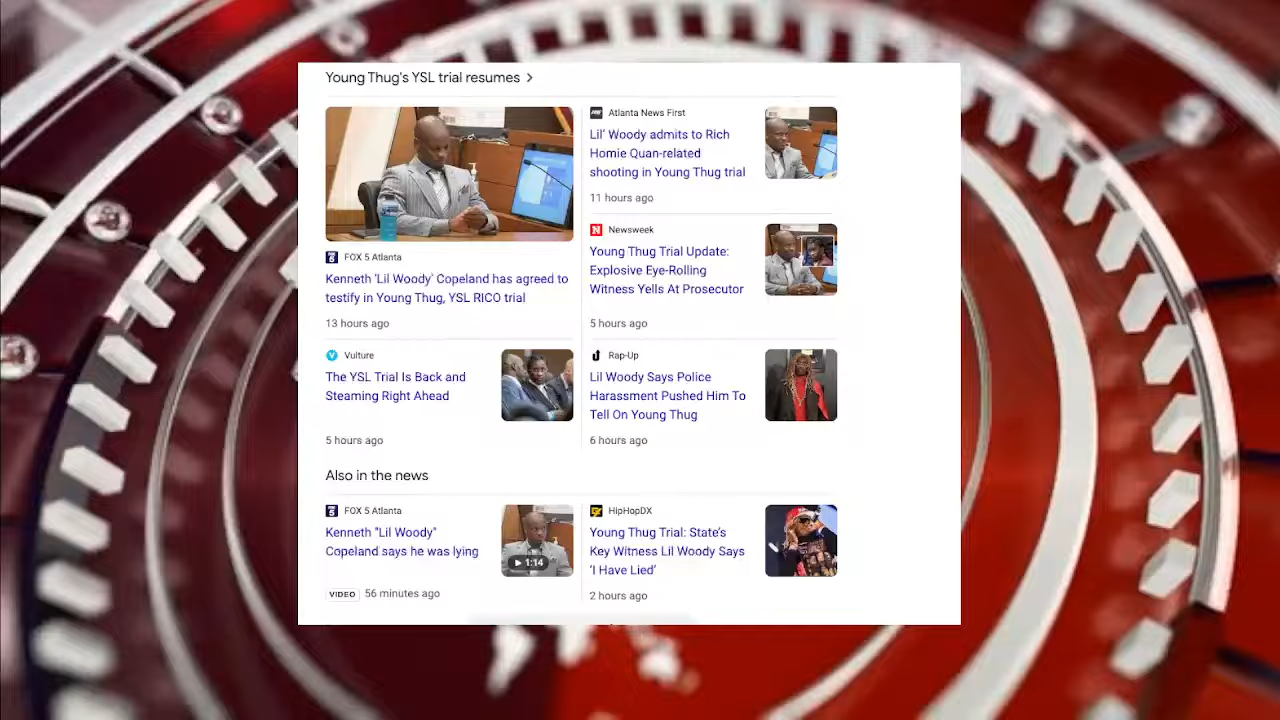 Young Thug's YSL trial resumes
FOX 5 Atlanta
Kenneth 'Lil Woody' Copeland has agreed to
testify in Young Thug, YSL RICO trial
13 hours ago
Atlanta News First
Lil' Woody admits to Rich
Homie Quan-related
shooting in Young Thug trial
11 hours ago
Newsweek
Young Thug Trial Update:
Explosive Eye-Rolling
Witness Yells At Prosecutor
5 hours ago
Vulture
The YSL Trial Is Back and
Steaming Right Ahead
5 hours ago
Rap-Up
Lil Woody Says Police
Harassment Pushed Him To
Tell On Young Thug
6 hours ago
Also in the news
FOX 5 Atlanta
Kenneth "Lil Woody"
Copeland says he was lying
1:14
VIDEO 56 minutes ago
HipHopDX
Young Thug Trial: State's
Key Witness Lil Woody Says
'I Have Lied'
2 hours ago